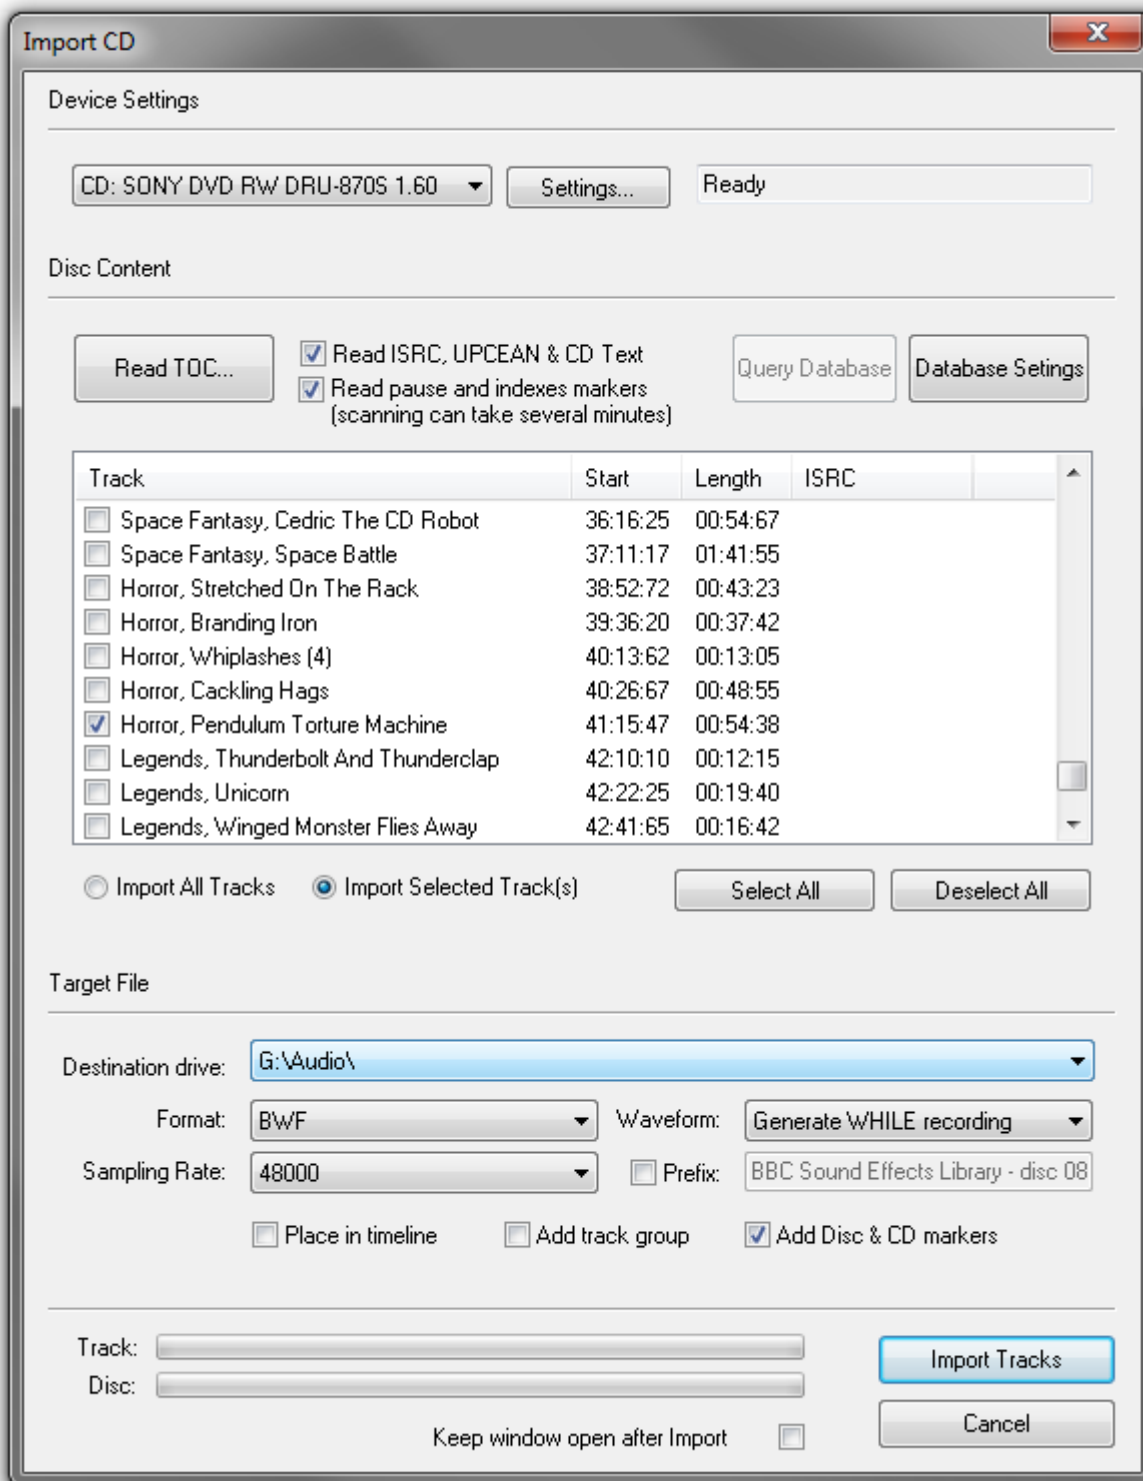 Import CD
Device Settings
CD: SONY DVD RW DRU-870S 1.60
Settings...
Ready
Disc Content
Read TOC...
Read ISRC, UPCEAN & CD Text
Read pause and indexes markers
(scanning can take several minutes)
Query Database
Database Setings
Track Start Length ISRC
Space Fantasy, Cedric The CD Robot 36:16:25 00:54:67
Space Fantasy, Space Battle 37:11:17 01:41:55
Horror, Stretched On The Rack 38:52:72 00:43:23
Horror, Branding Iron 39:36:20 00:37:42
Horror, Whiplashes (4) 40:13:62 00:13:05
Horror, Cackling Hags 40:26:67 00:48:55
Horror, Pendulum Torture Machine 41:15:47 00:54:38
Legends, Thunderbolt And Thunderclap 42:10:10 00:12:15
Legends, Unicorn 42:22:25 00:19:40
Legends, Winged Monster Flies Away 42:41:65 00:16:42
Import All Tracks
Import Selected Track(s)
Select All
Deselect All
Target File
Destination drive: G:\Audio\
Format: BWF
Waveform: Generate WHILE recording
Sampling Rate: 48000
Prefix: BBC Sound Effects Library - disc 08
Place in timeline
Add track group
Add Disc & CD markers
Track:
Import Tracks
Disc:
Cancel
Keep window open after Import